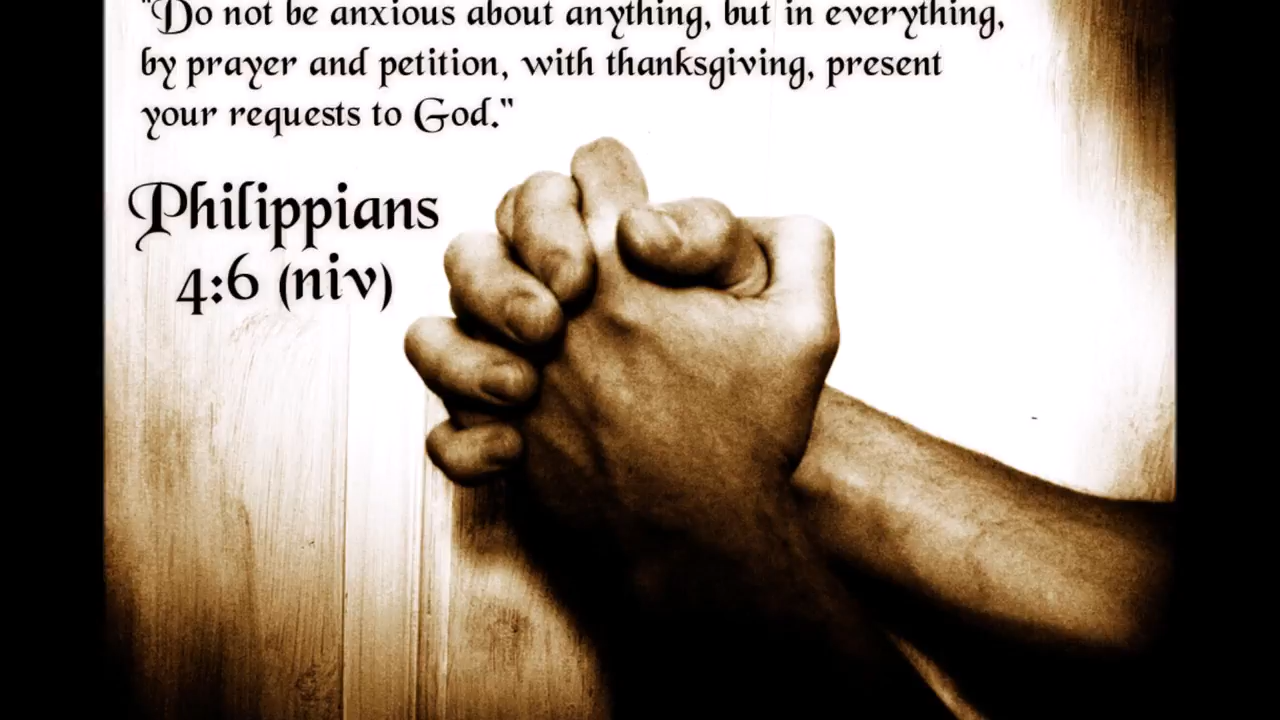 "Do not be anxious about anything, but in everything,
by prayer and petition, with thanksgiving, present
your requests to God."
Philippians
4:6 (niv)